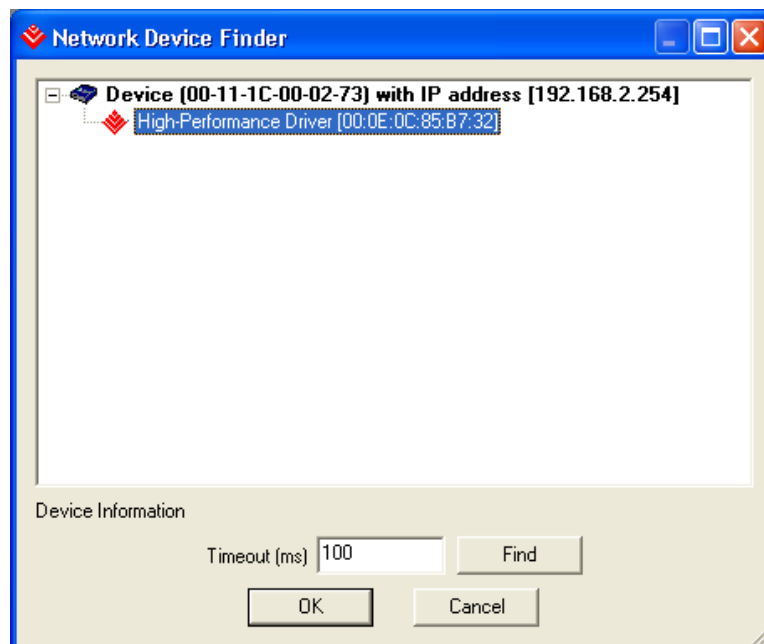 Network Device Finder
Device [00-11-1C-00-02-73] with IP address [192.168.2.254]
High-Performance Driver [00:0E:0C:85:B7:32]
Device Information
Timeout (ms) 100 Find
OK Cancel